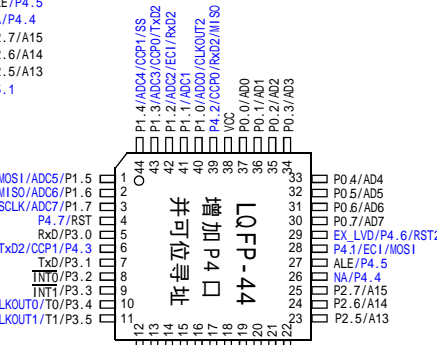 ALE/P4.5
/P4.4
2.7/A15
2.6/A14
2.5/A13
5.1
P1.4/ADC4/CCP1/SS
P1.3/ADC3/CCP0/TxD2
P1.2/ADC2/ECI/RxD2
P1.1/ADC1
P1.0/ADC0/CLKOUT2
P4.2/CCP0/RxD2/MISO
VCC
P0.0/AD0
P0.1/AD1
P0.2/AD2
P0.3/AD3
44 43 42 41 40 39 38 37 36 35 34
MOSI/ADC5/P1.5 1
MISO/ADC6/P1.6 2
SCLK/ADC7/P1.7 3
P4.7/RST 4
RxD/P3.0 5
TxD2/CCP1/P4.3 6
TxD/P3.1 7
INT0/P3.2 8
INT1/P3.3 9
LKOUT0/T0/P3.4 10
LKOUT1/T1/P3.5 11
LQFP-44
增加P4口
并可位寻址
33 P0.4/AD4
32 P0.5/AD5
31 P0.6/AD6
30 P0.7/AD7
29 EX_LVD/P4.6/RST2
28 P4.1/ECI/MOSI
27 ALE/P4.5
26 NA/P4.4
25 P2.7/A15
24 P2.6/A14
23 P2.5/A13
12 13 14 15 16 17 18 19 20 21 22